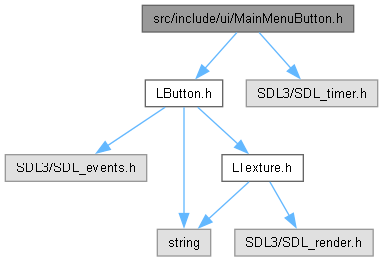 src/include/ui/MainMenuButton.h
LButton.h
SDL3/SDL_timer.h
SDL3/SDL_events.h
LTexture.h
string
SDL3/SDL_render.h